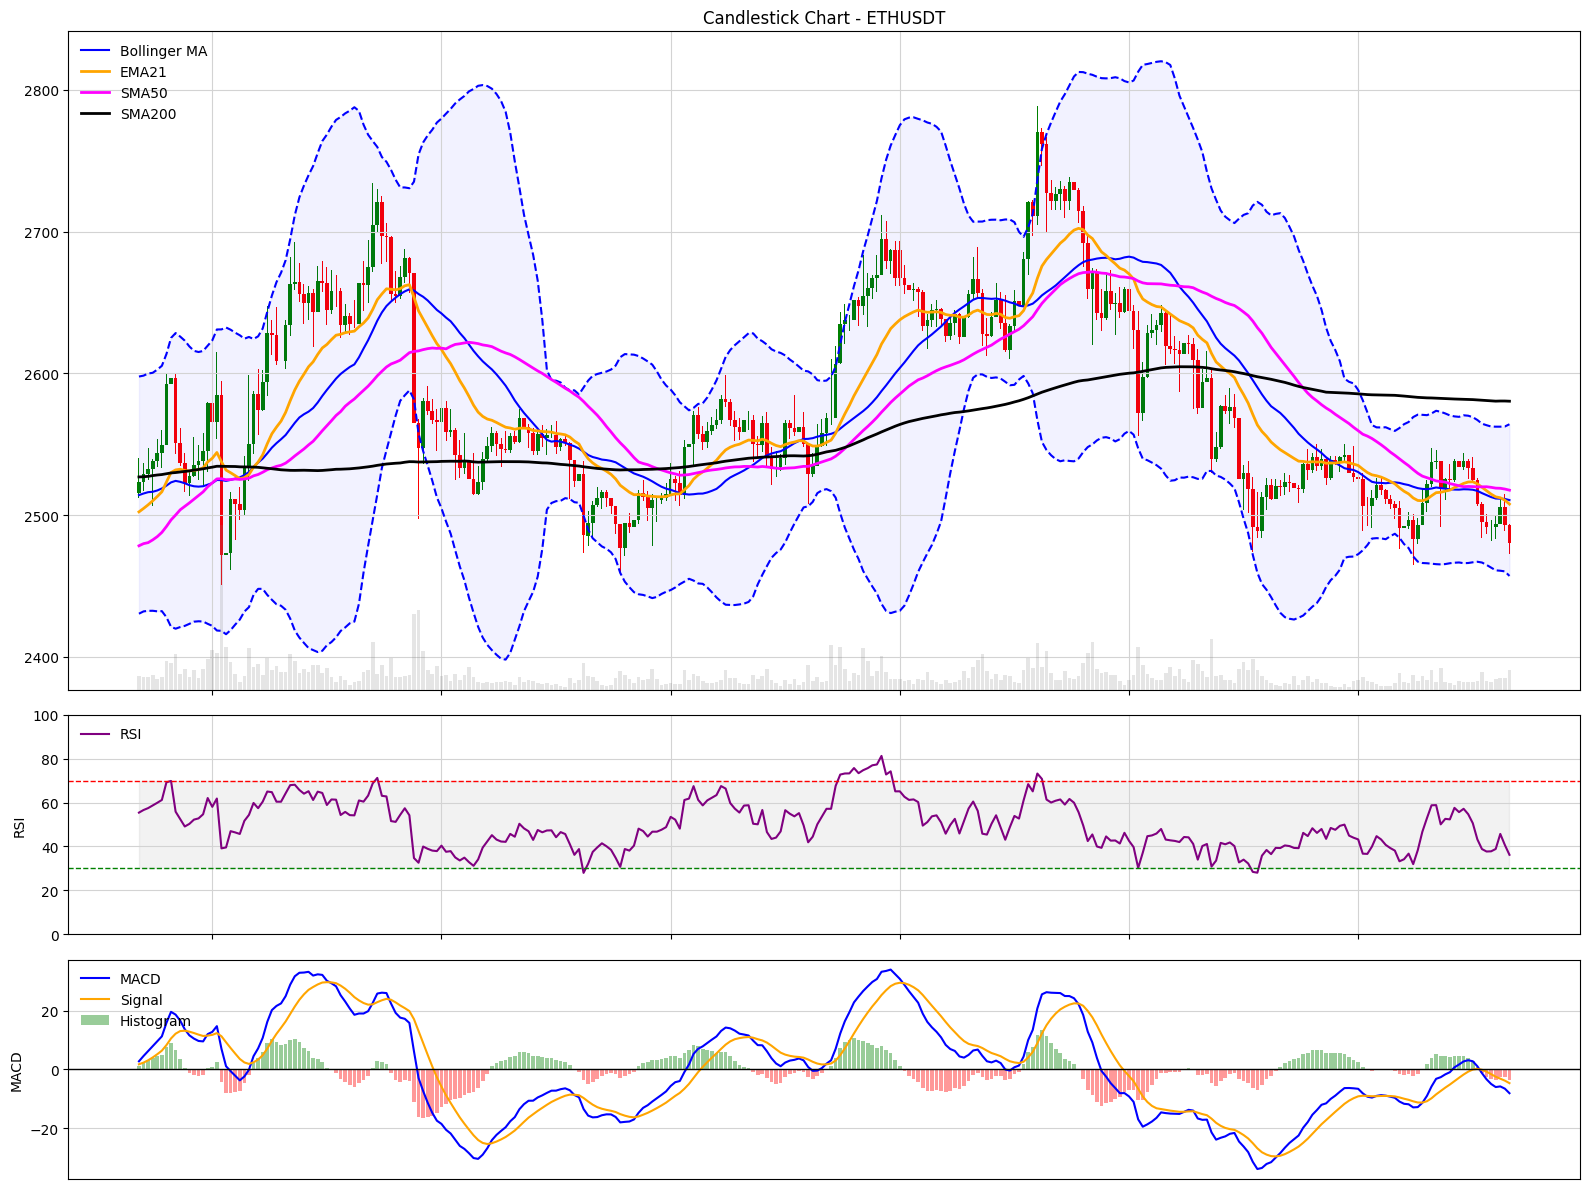 Candlestick Chart - ETHUSDT
Bollinger MA
EMA21
SMA50
SMA200
2800
2700
2600
2500
2400
100
80
60
40
20
0
RSI
RSI
MACD
Signal
Histogram
20
0
−20
MACD